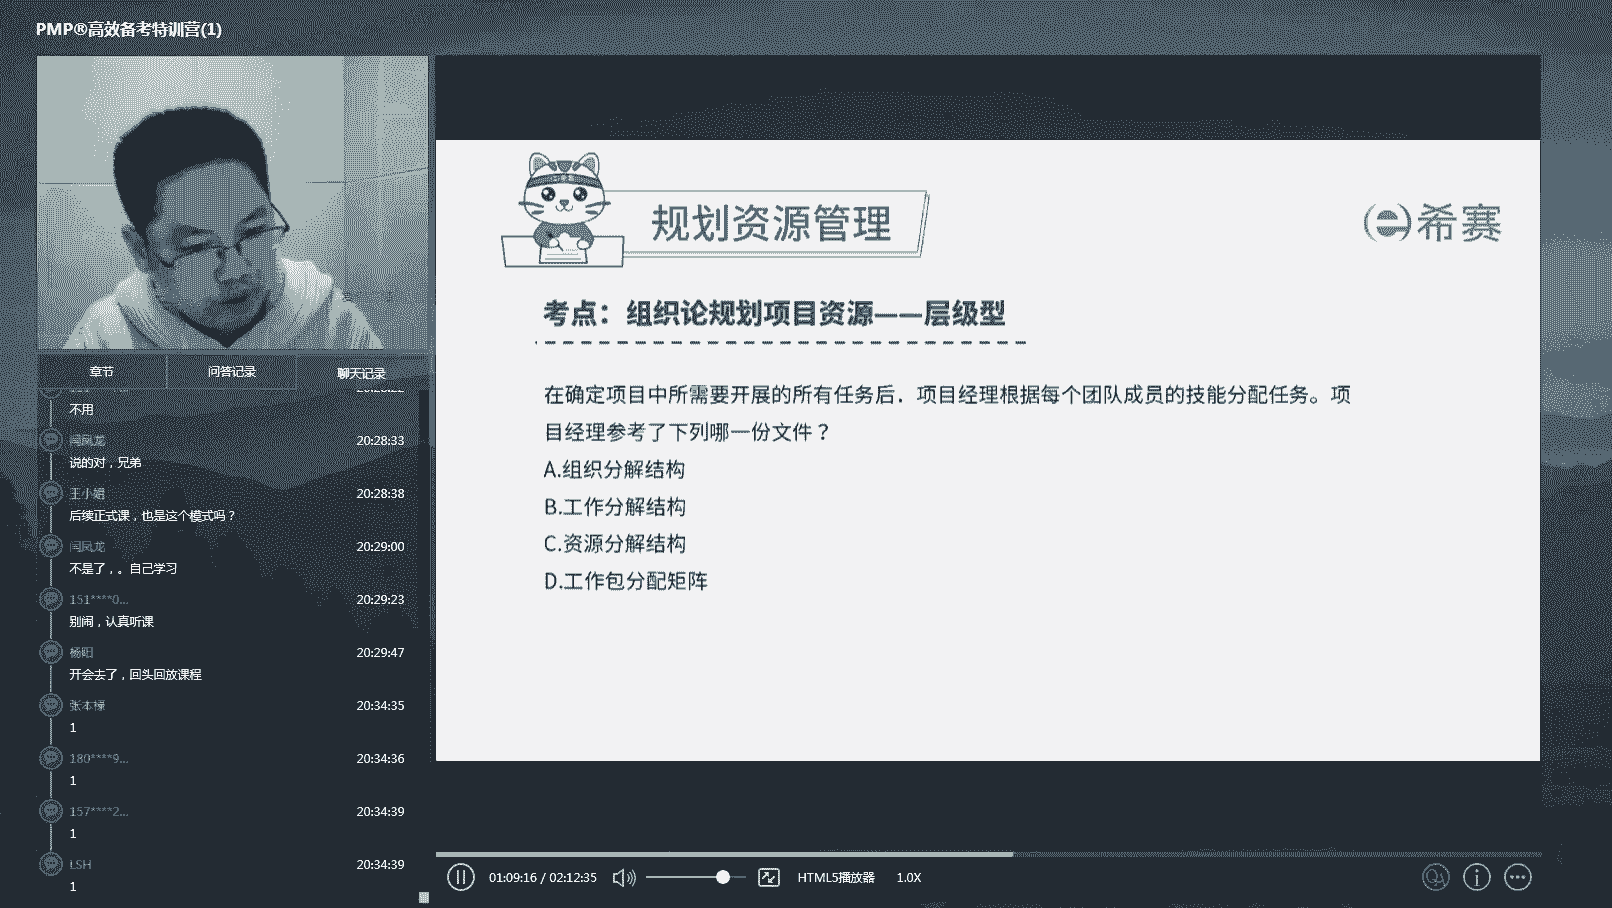 PMP®高效备考特训营(1)
规划资源管理
希赛
考点：组织论规划项目资源——层级型
在确定项目中所需要开展的所有任务后．项目经理根据每个团队成员的技能分配任务。项
目经理参考了下列哪一份文件？
A.组织分解结构
B.工作分解结构
C.资源分解结构
D.工作包分配矩阵
章节
问答记录
聊天记录
不用
闫凤龙
20:28:33
说的对，兄弟
王小娟
20:28:38
后续正式课，也是这个模式吗？
闫凤龙
20:29:00
不是了，。自己学习
151****0...
20:29:23
别闹，认真听课
杨阳
20:29:47
开会去了，回头回放课程
张本
20:34:35
1
180****9...
20:34:36
1
157****2...
20:34:39
1
LSH
20:34:39
1
01:09:16 / 02:12:35
HTML5播放器
1.0X